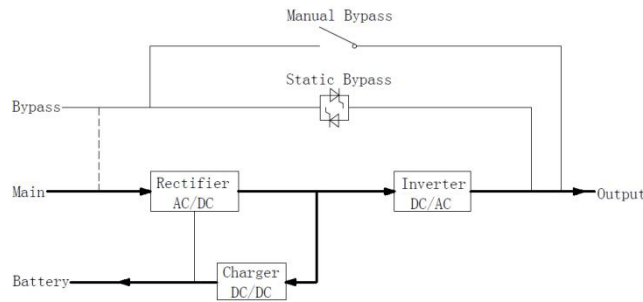 Manual Bypass
Static Bypass
Bypass
Main
Rectifier
AC/DC
Inverter
DC/AC
Output
Battery
Charger
DC/DC